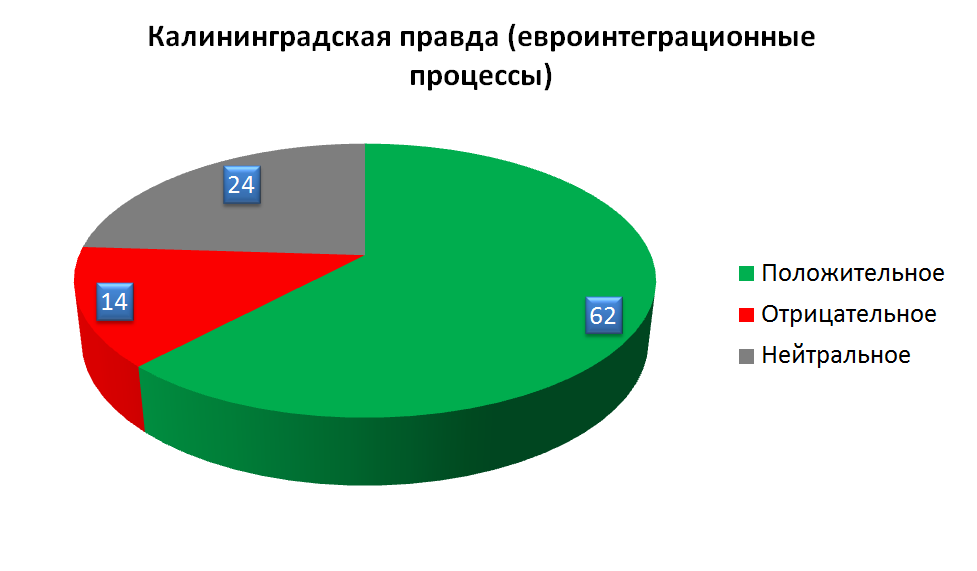 Калининградская правда (евроинтеграционные
процессы)
24
14
62
Положительное
Отрицательное
Нейтральное